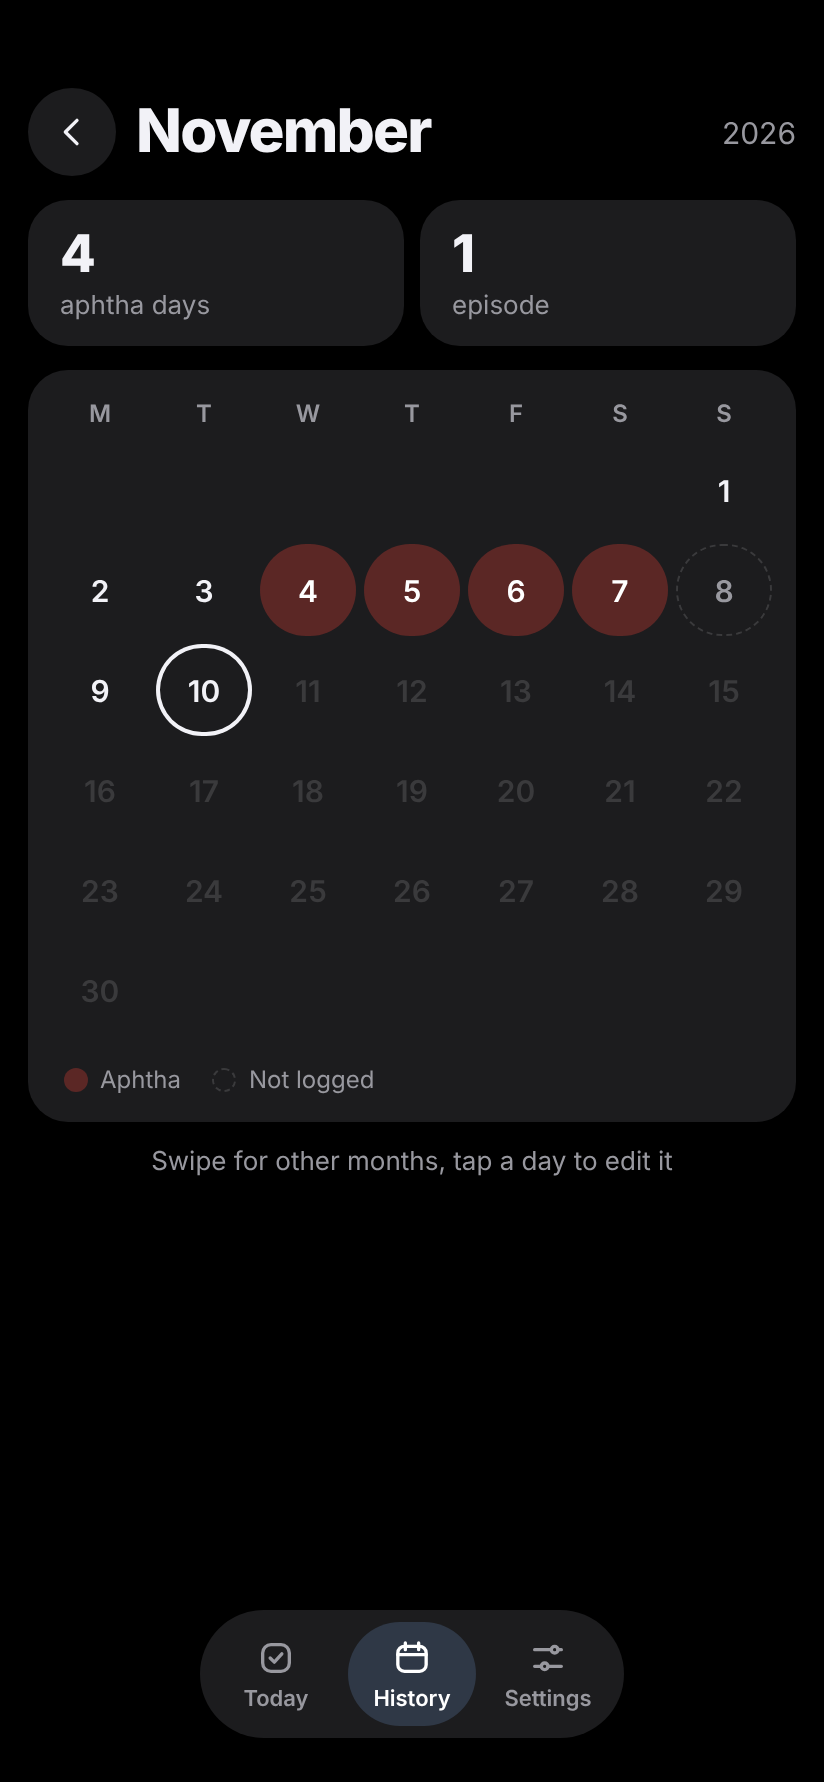 November
2026
4
aphtha days
1
episode
M T W T F S S
1
2 3 4 5 6 7 8
9 10 11 12 13 14 15
16 17 18 19 20 21 22
23 24 25 26 27 28 29
30
Aphtha Not logged
Swipe for other months, tap a day to edit it
Today History Settings